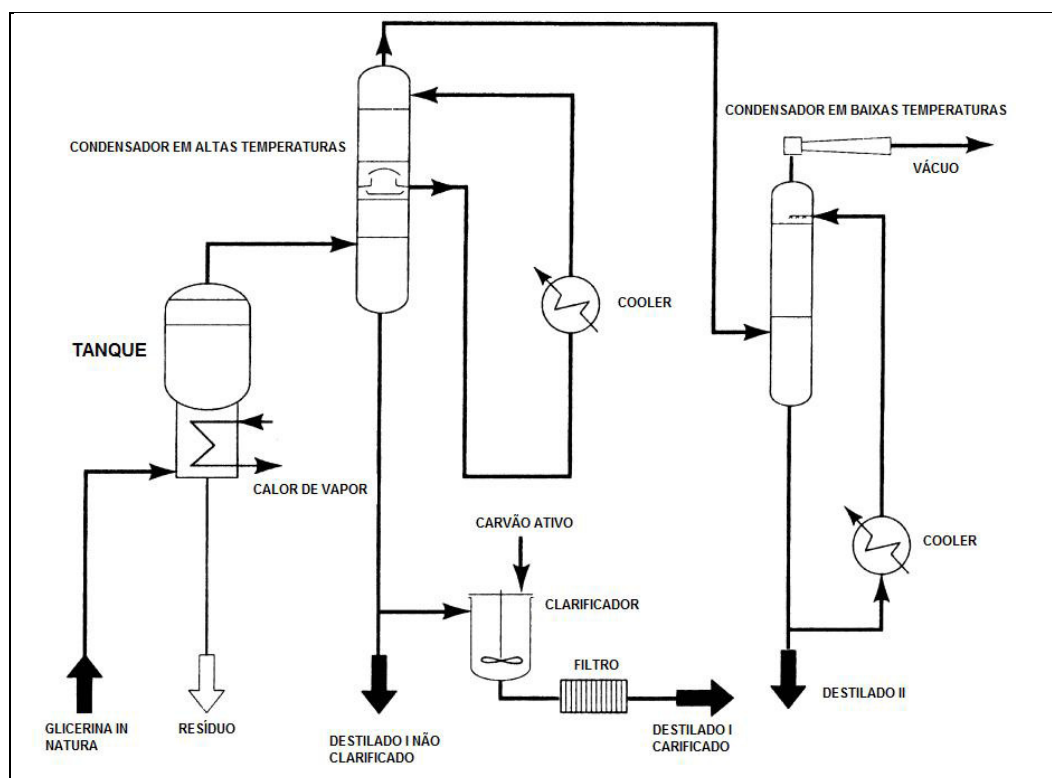 CONDENSADOR EM BAIXAS TEMPERATURAS
CONDENSADOR EM ALTAS TEMPERATURAS
VÁCUO
COOLER
TANQUE
CALOR DE VAPOR
CARVÃO ATIVO
COOLER
CLARIFICADOR
FILTRO
GLICERINA IN
NATURA
RESÍDUO
DESTILADO I NÃO
CLARIFICADO
DESTILADO I
CARIFICADO
DESTILADO II